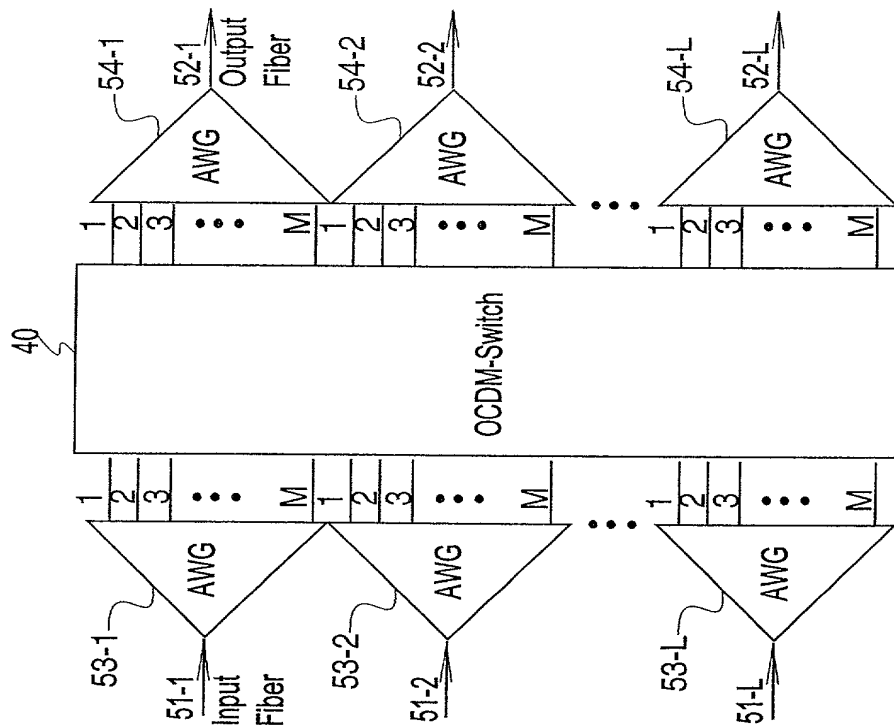 40
53-1
54-1
51-1
Input
Fiber
AWG
1
2
3
M
1
2
3
M
AWG
52-1
Output
Fiber
53-2
54-2
51-2
AWG
1
2
3
M
OCDM-Switch
1
2
3
M
AWG
52-2
53-L
54-L
51-L
AWG
1
2
3
M
1
2
3
M
AWG
52-L